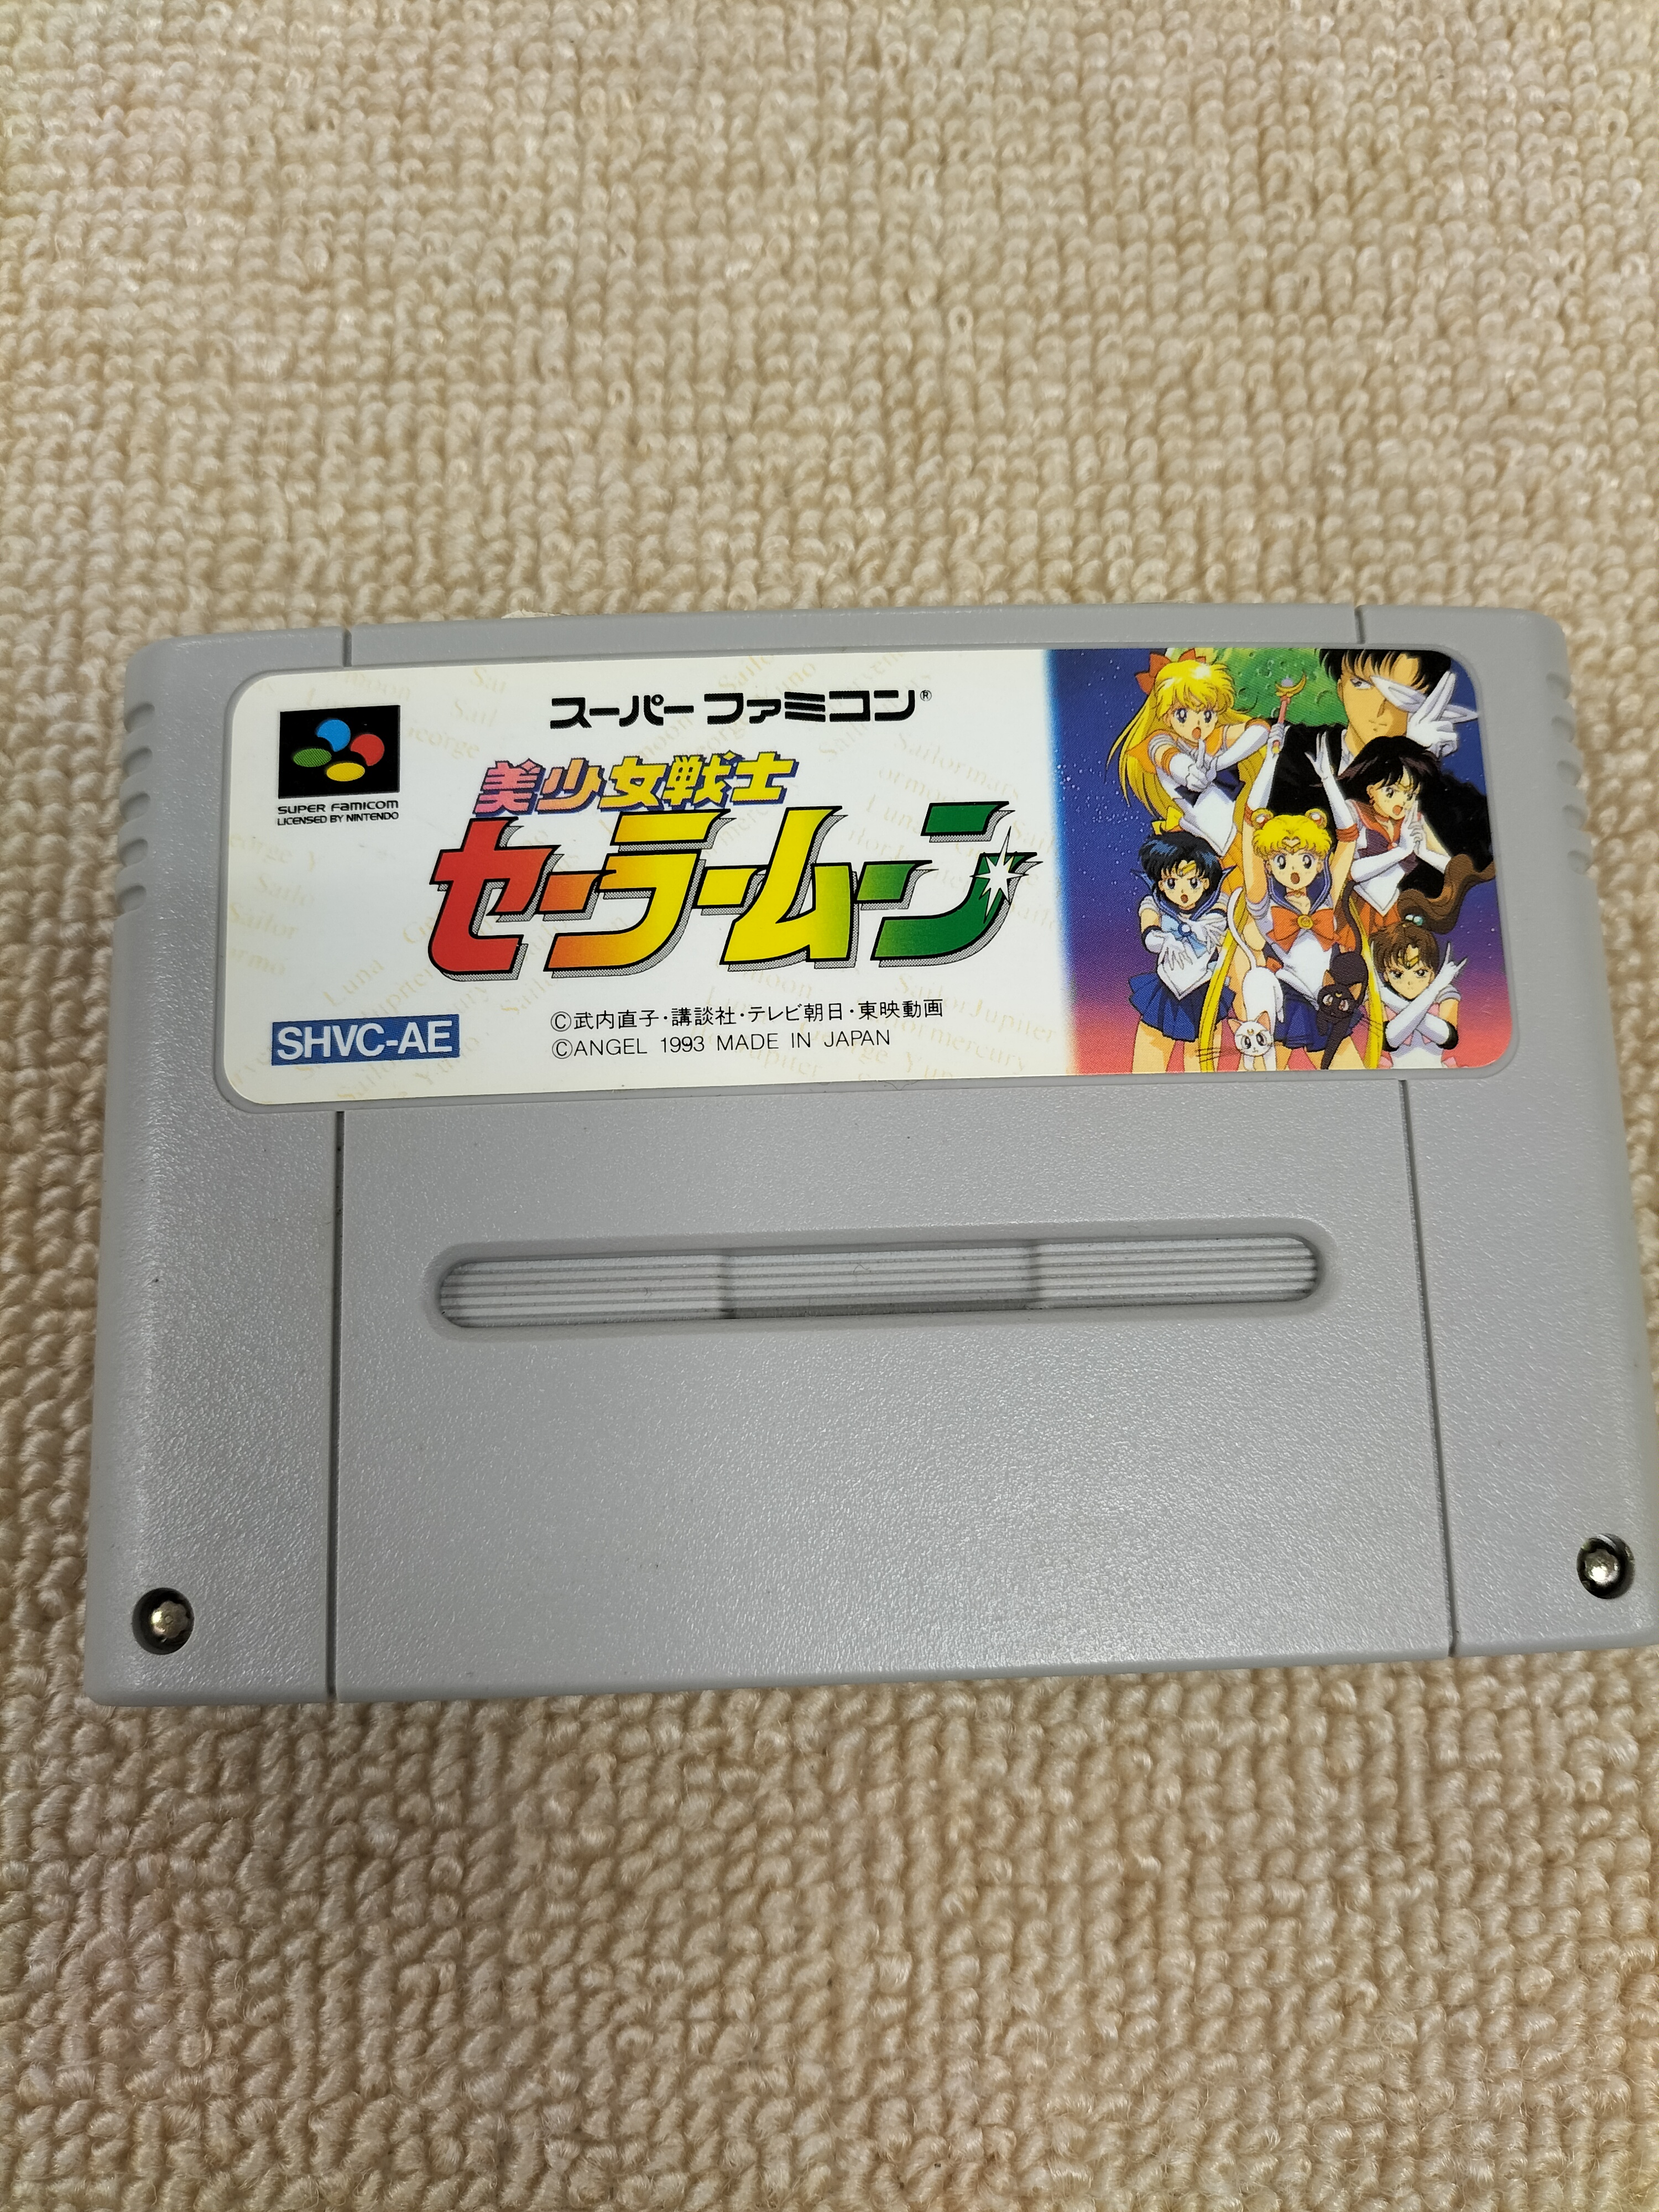 スーパーファミコン®
SUPER FAMICOM
LICENSED BY NINTENDO
美少女戦士
セーラームーン
SHVC-AE
©武内直子・講談社・テレビ朝日・東映動画
©ANGEL 1993 MADE IN JAPAN